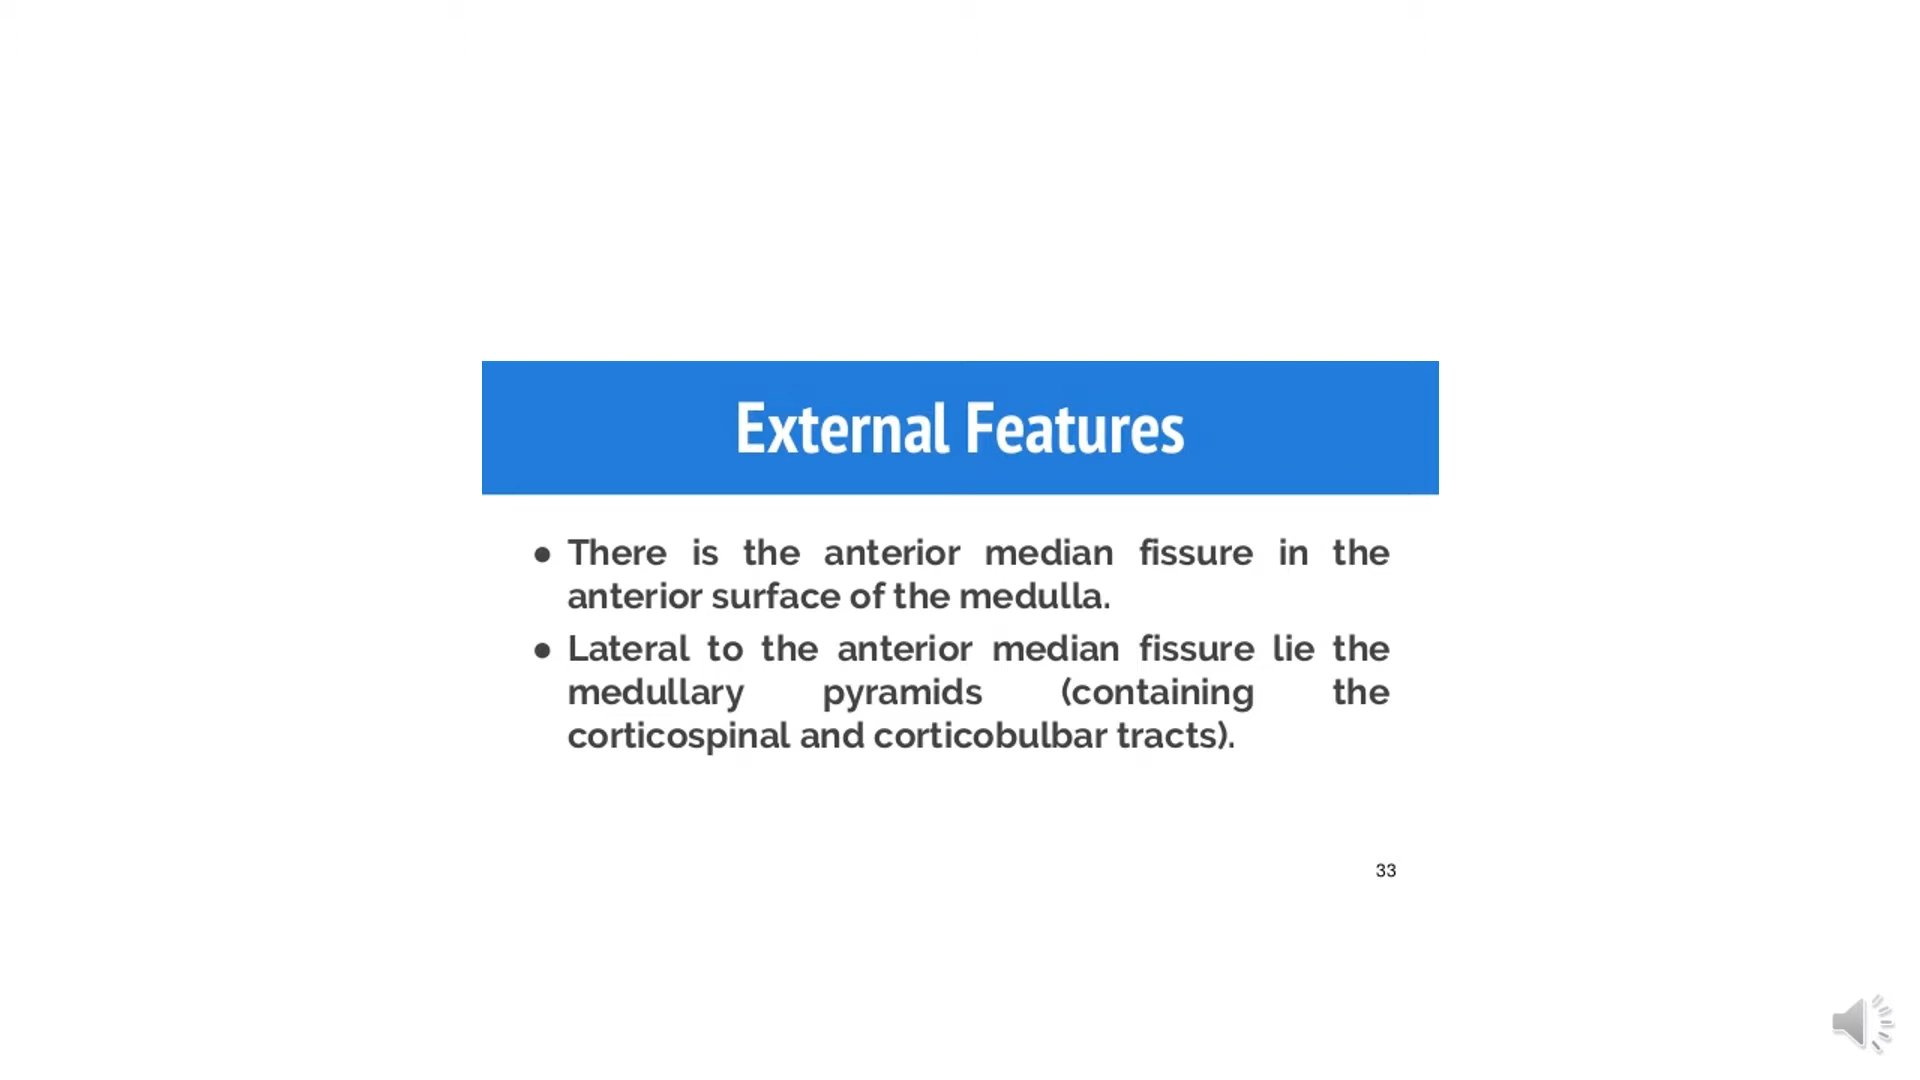 External Features
● There is the anterior median fissure in the
anterior surface of the medulla.
● Lateral to the anterior median fissure lie the
medullary pyramids (containing the
corticospinal and corticobulbar tracts).
33